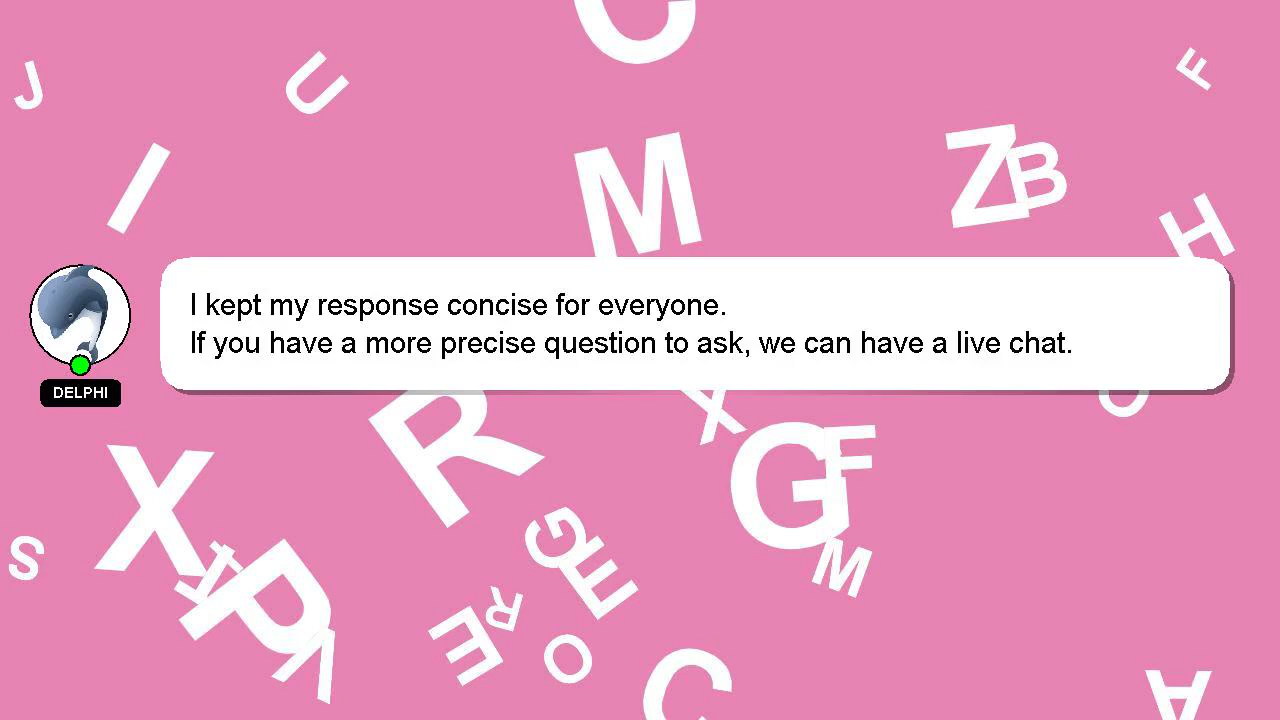 C
J
U
F
I
M
Z
B
H
I kept my response concise for everyone.
If you have a more precise question to ask, we can have a live chat.
DELPHI
R
X
G
F
X
S
P
G
E
M
R
E
O
V
C
A